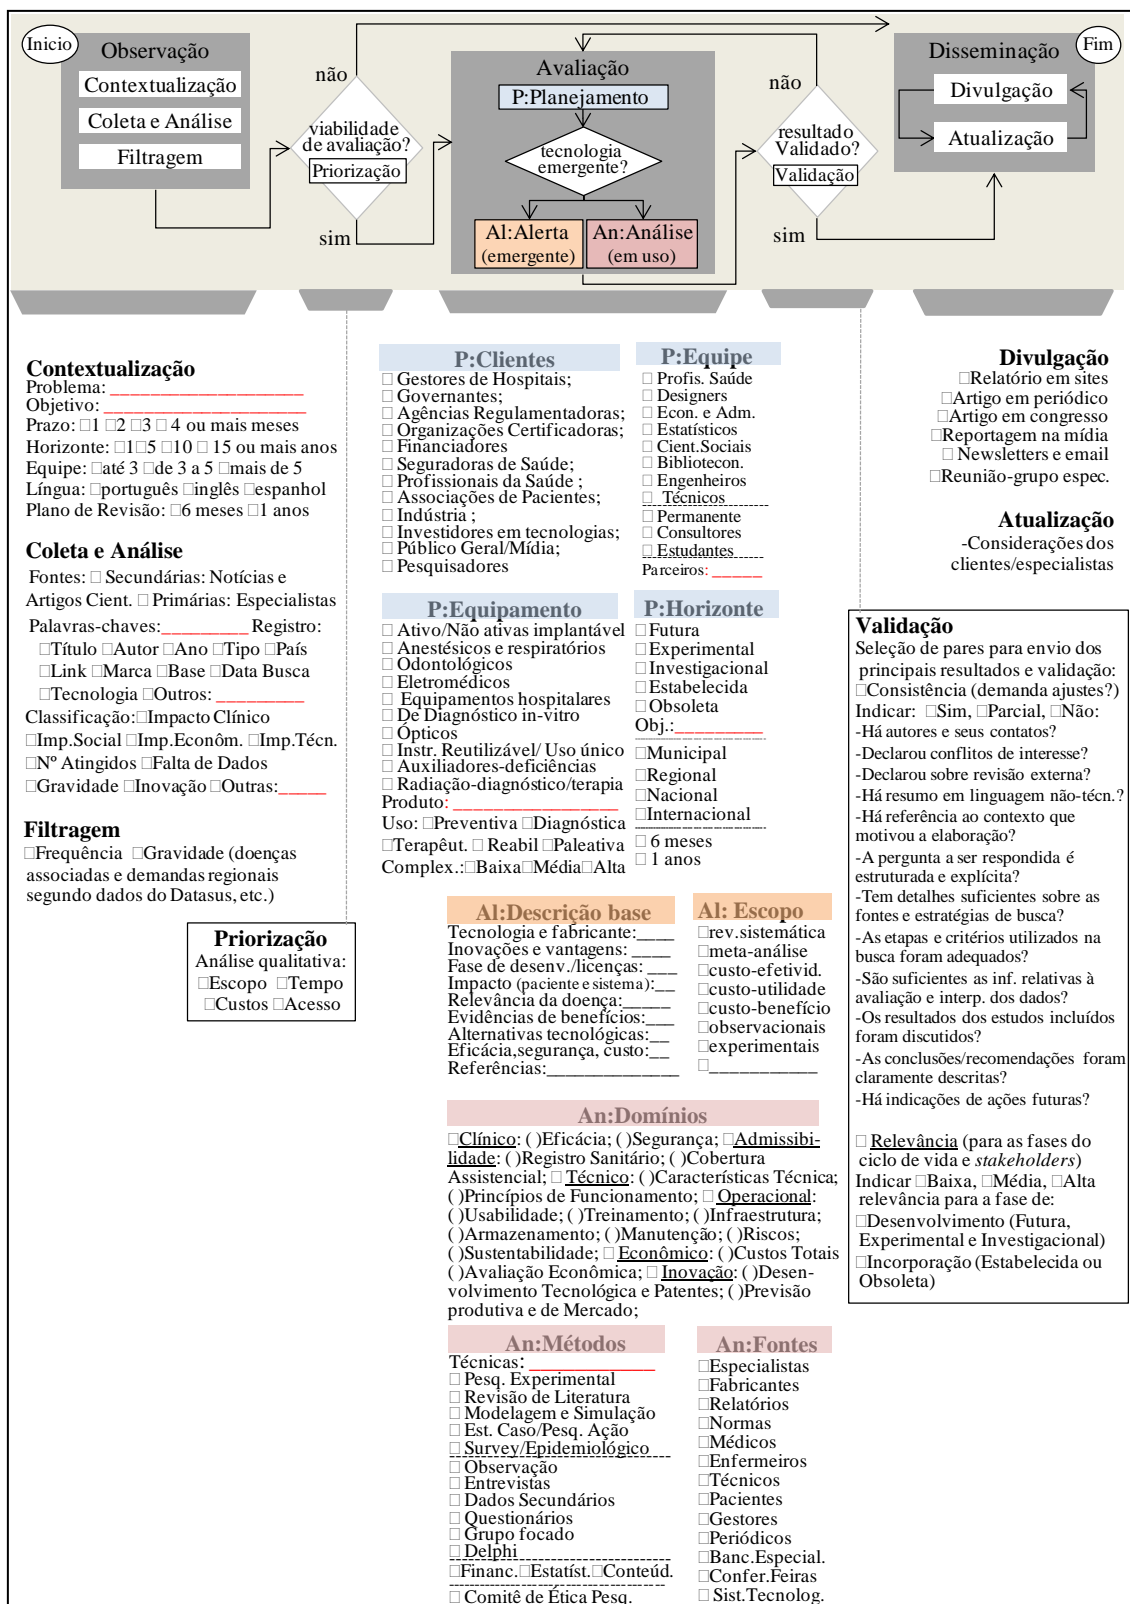 Inicio
Observação
Contextualização
Coleta e Análise
Filtragem
não
viabilidade
de avaliação?
Priorização
sim
Avaliação
P:Planejamento
tecnologia
emergente?
Al:Alerta
(emergente)
An:Análise
(em uso)
não
resultado
Validado?
Validação
sim
Disseminação
Fim
Divulgação
Atualização
Contextualização
Problema: ____________________
Objetivo: _____________________
Prazo: □1 □2 □3 □ 4 ou mais meses
Horizonte: □1□5 □10 □ 15 ou mais anos
Equipe: □até 3 □de 3 a 5 □mais de 5
Língua: □português ; □inglês □espanhol
Plano de Revisão: □6 meses □1 anos
Coleta e Análise
Fontes: □ Secundárias: Notícias e
Artigos Cient. □ Primárias: Especialistas
Palavras-chaves:_________ Registro:
□Título □Autor □Ano □Tipo □País
□Link □Marca □Base □Data Busca
□Tecnologia □Outros: _________
Classificação:□Impacto Clínico
□Imp.Social □Imp.Econôm. □Imp.Técn.
□Nº Atingidos □Falta de Dados
□Gravidade □Inovação □Outras:_____
Filtragem
□Frequência □Gravidade (doenças
associadas e demandas regionais
segundo dados do Datasus, etc.)
Priorização
Análise qualitativa:
□Escopo □Tempo
□Custos □Acesso
P:Clientes
□ Gestores de Hospitais;
□ Governantes;
□ Agências Regulamentadoras;
□ Organizações Certificadoras;
□ Financiadores
□ Seguradoras de Saúde;
□ Profissionais da Saúde ;
□ Associações de Pacientes;
□ Indústria ;
□ Investidores em tecnologias;
□ Público Geral/Mídia;
□ Pesquisadores
P:Equipe
□ Profis. Saúde
□ Designers
□ Econ. e Adm.
□ Estatísticos
□ Cient.Sociais
□ Bibliotecon.
□ Engenheiros
□ Técnicos
□ Permanente
□ Consultores
□ Estudantes
Parceiros: _____
P:Equipamento
□ Ativo/Não ativas implantável
□ Anestésicos e respiratórios
□ Odontológicos
□ Eletromédicos
□ Equipamentos hospitalares
□ De Diagnóstico in-vitro
□ Ópticos
□ Instr. Reutilizável/ Uso único
□ Auxiliadores-deficiências
□ Radiação-diagnóstico/terapia
Produto: _________________
Uso: □Preventiva □Diagnóstica
□Terapêut. □ Reabil □Paleativa
Complex.:□Baixa□Média□Alta
P:Horizonte
□ Futura
□ Experimental
□ Investigacional
□ Estabelecida
□ Obsoleta
Obj.:_________
□Municipal
□Regional
□Nacional
□Internacional
□ 6 meses
□ 1 anos
Al:Descrição base
Tecnologia e fabricante:____
Inovações e vantagens: ____
Fase de desenv./licenças: ___
Impacto (paciente e sistema):__
Relevância da doença:_____
Evidências de benefícios:___
Alternativas tecnológicas:__
Eficácia,segurança, custo:__
Referências:______________
Al: Escopo
□rev.sistemática
□meta-análise
□custo-efetivid.
□custo-utilidade
□custo-benefício
□observacionais
□experimentais
□___________
An:Domínios
□Clínico: ( )Eficácia; ( )Segurança; □Admissibi-
lidade: ( )Registro Sanitário; ( )Cobertura
Assistencial; □ Técnico: ( )Características Técnica;
( )Princípios de Funcionamento; □ Operacional:
( )Usabilidade; ( )Treinamento; ( )Infraestrutura;
( )Armazenamento; ( )Manutenção; ( )Riscos;
( )Sustentabilidade; □ Econômico: ( )Custos Totais
( )Avaliação Econômica; □ Inovação: ( )Desen-
volvimento Tecnológica e Patentes; ( )Previsão
produtiva e de Mercado;
An:Métodos
Técnicas: ____________
□ Pesq. Experimental
□ Revisão de Literatura
□ Modelagem e Simulação
□ Est. Caso/Pesq. Ação
□ Survey/Epidemiológico
□ Observação
□ Entrevistas
□ Dados Secundários
□ Questionários
□ Grupo focado
□ Delphi
□Financ.□Estatíst.□Conteúd.
□ Comitê de Ética Pesq.
An:Fontes
□Especialistas
□Fabricantes
□Relatórios
□Normas
□Médicos
□Enfermeiros
□Técnicos
□Pacientes
□Gestores
□Periódicos
□Banc.Especial.
□Confer.Feiras
□ Sist.Tecnolog.
Divulgação
□Relatório em sites
□Artigo em periódico
□Artigo em congresso
□Reportagem na mídia
□ Newsletters e email
□Reunião-grupo espec.
Atualização
-Considerações dos
clientes/especialistas
Validação
Seleção de pares para envio dos
principais resultados e validação:
□Consistência (demanda ajustes?)
Indicar: □Sim, □Parcial, □Não:
-Há autores e seus contatos?
-Declarou conflitos de interesse?
-Declarou sobre revisão externa?
-Há resumo em linguagem não-técn.?
-Há referência ao contexto que
motivou a elaboração?
-A pergunta a ser respondida é
estruturada e explícita?
-Tem detalhes suficientes sobre as
fontes e estratégias de busca?
-As etapas e critérios utilizados na
busca foram adequados?
-São suficientes as inf. relativas à
avaliação e interp. dos dados?
-Os resultados dos estudos incluídos
foram discutidos?
-As conclusões/recomendações foram
claramente descritas?
-Há indicações de ações futuras?
□ Relevância (para as fases do
ciclo de vida e stakeholders)
Indicar □Baixa, □Média, □Alta
relevância para a fase de:
□Desenvolvimento (Futura,
Experimental e Investigacional)
□Incorporação (Estabelecida ou
Obsoleta)